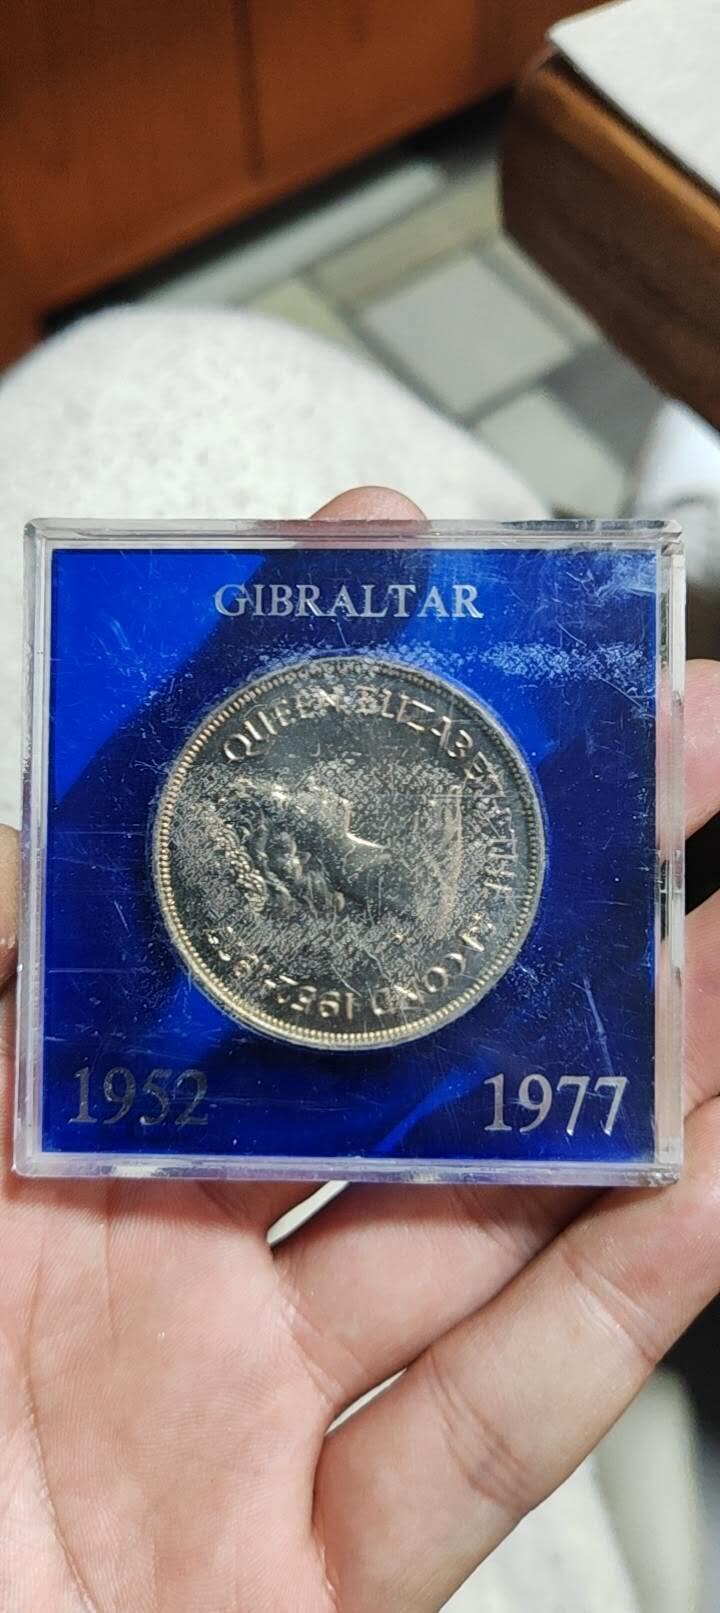 GIBRALTAR
QUEEN ELIZABETH THE SECOND 1952-1977
1952
1977